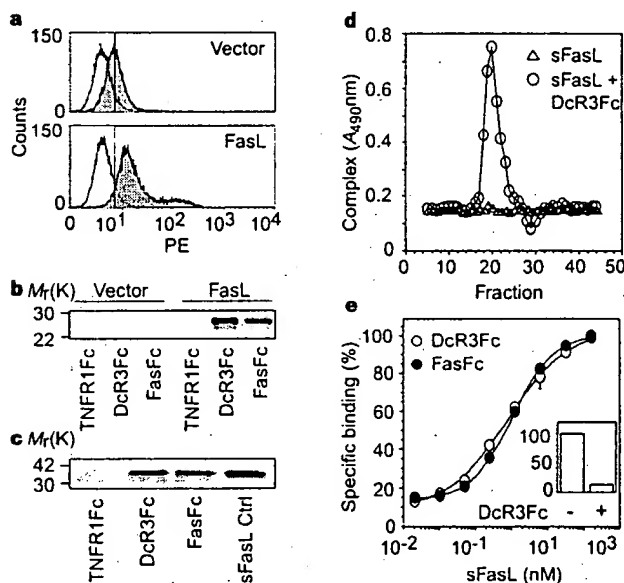 a
150
Vector
Counts
0
150
FasL
0
0 10¹ 10² 10³ 10⁴
PE
b Mr(K) Vector FasL
30
22
TNFR1Fc DcR3Fc FasFc TNFR1Fc DcR3Fc FasFc
c Mr(K)
42
30
TNFR1Fc DcR3Fc FasFc sFasL Ctrl
d
0.8
0.6
0.4
0.2
0
Complex (A490nm)
sFasL
sFasL +
DcR3Fc
0 10 20 30 40 50
Fraction
e
100
80
60
40
20
0
Specific binding (%)
DcR3Fc
FasFc
100
50
0
DcR3Fc - +
10⁻² 10⁻¹ 10⁰ 10¹ 10² 10³
sFasL (nM)